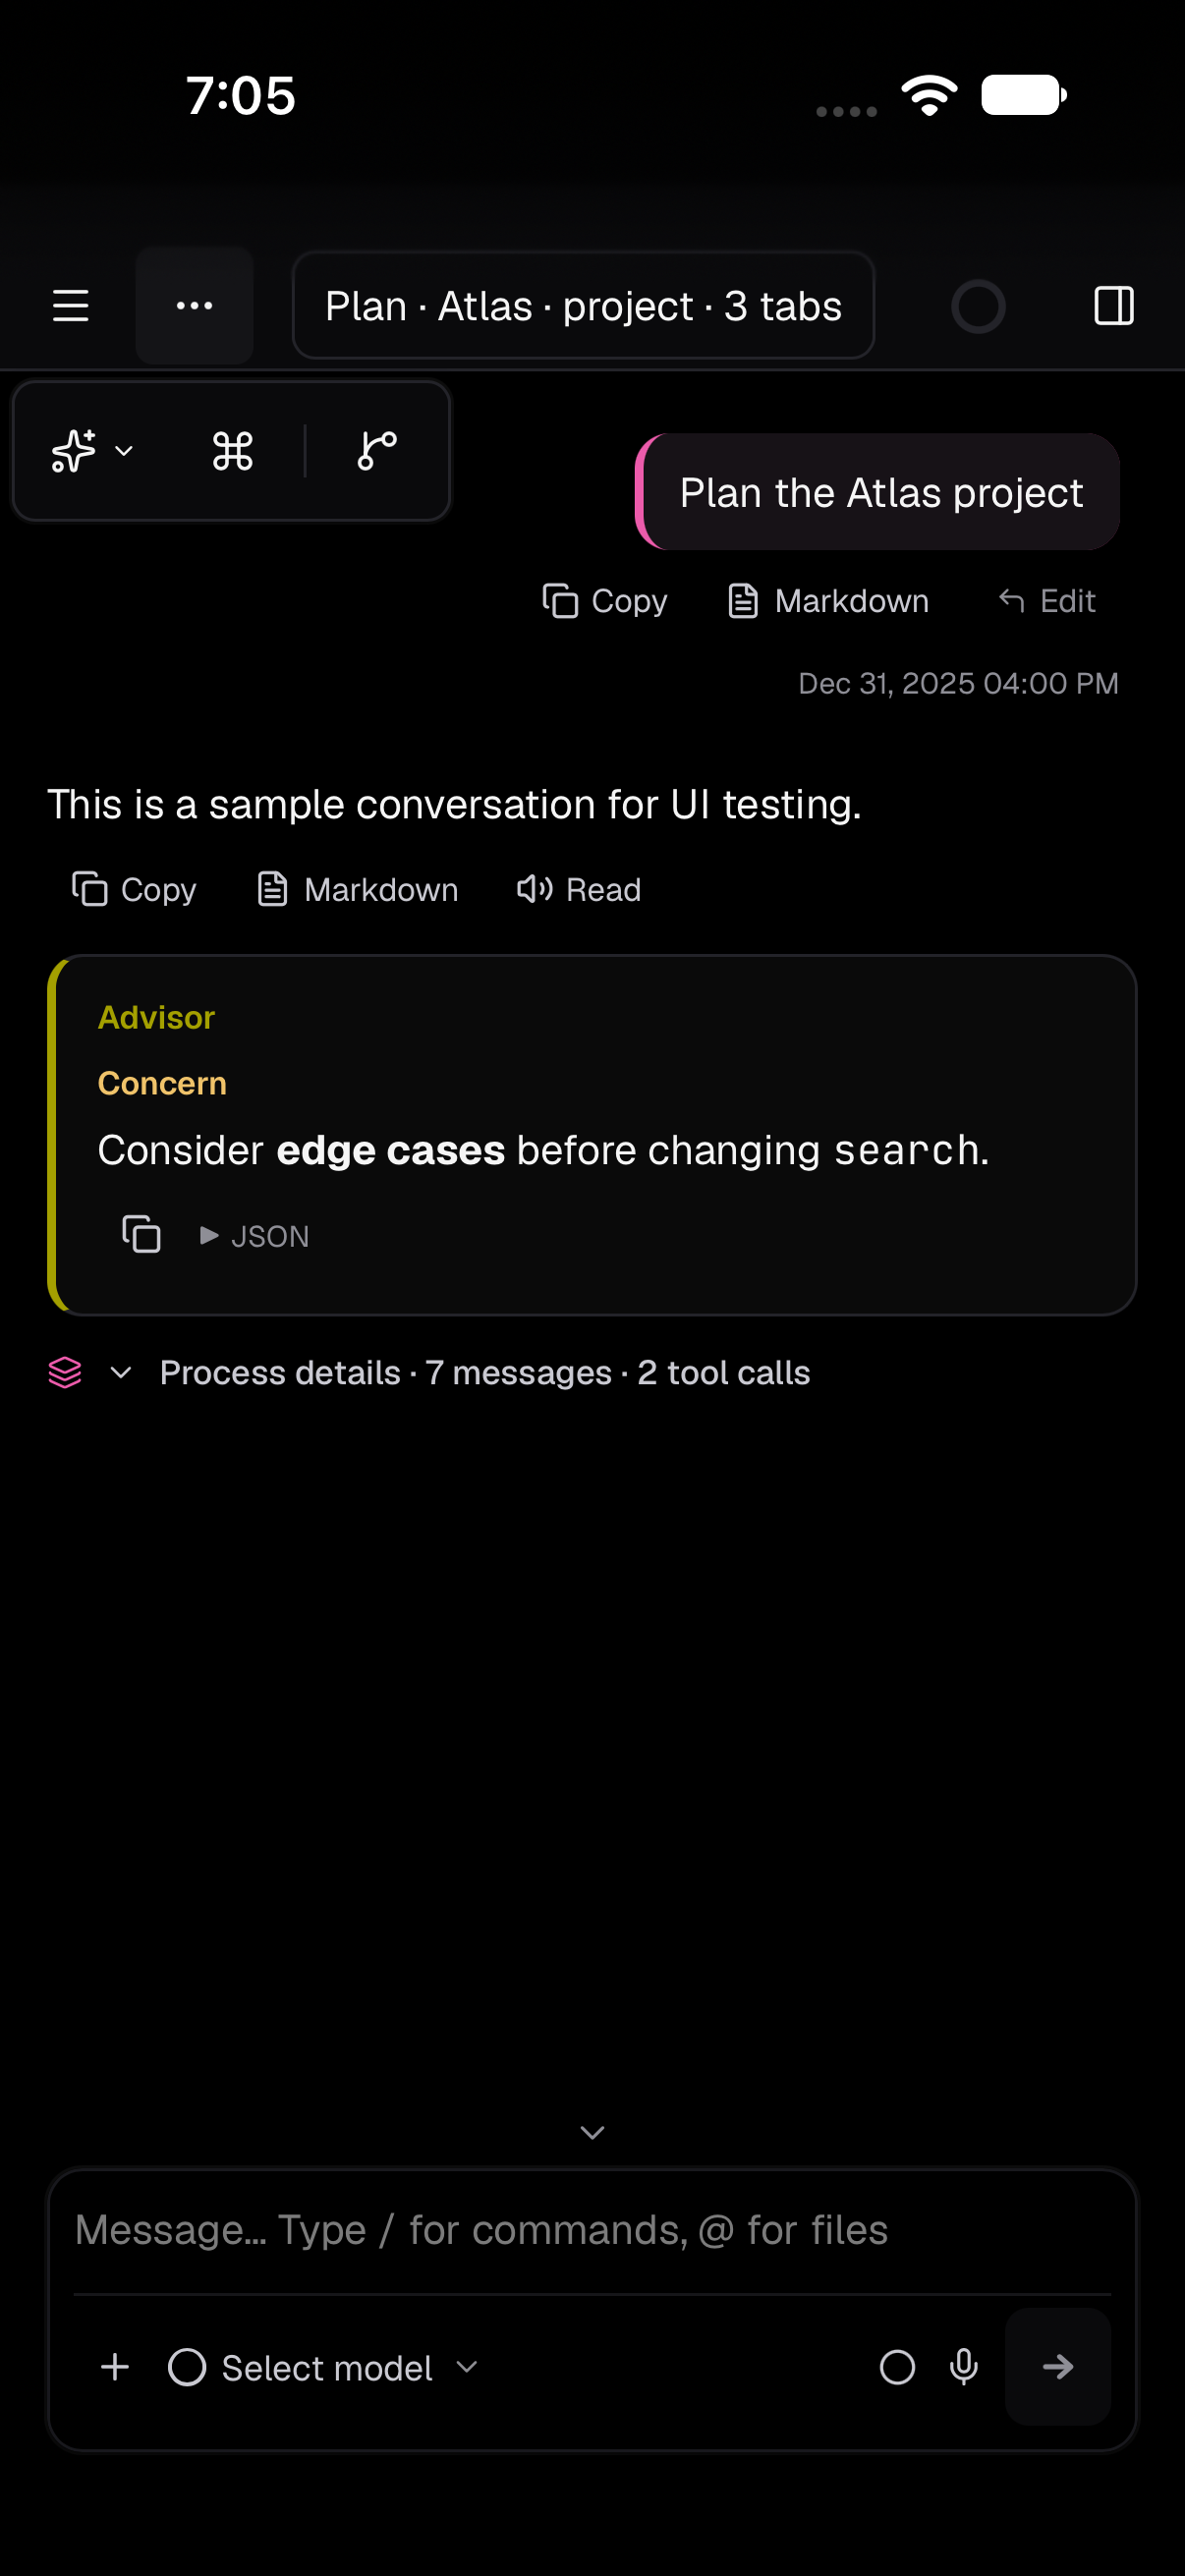 7:05
Plan · Atlas · project · 3 tabs
Plan the Atlas project
Copy Markdown Edit
Dec 31, 2025 04:00 PM
This is a sample conversation for UI testing.
Copy Markdown Read
Advisor
Concern
Consider edge cases before changing search.
JSON
Process details · 7 messages · 2 tool calls
Message... Type / for commands, @ for files
Select model